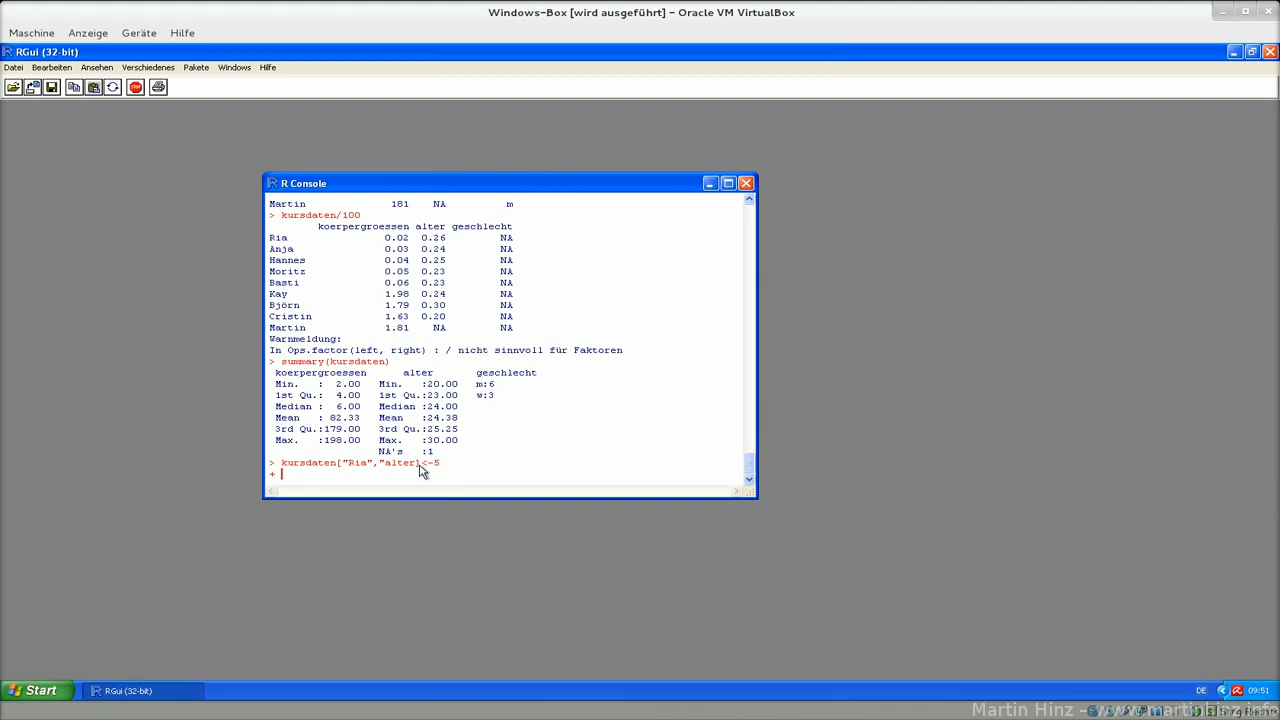 Windows-Box [wird ausgeführt] – Oracle VM VirtualBox
Maschine Anzeige Geräte Hilfe
RGui (32-bit)
Datei Bearbeiten Ansehen Verschiedenes Pakete Windows Hilfe
STOP
R Console
Martin 181 NA m
> kursdaten/100
koerpergroessen alter geschlecht
Ria 0.02 0.26 NA
Anja 0.03 0.24 NA
Hannes 0.04 0.25 NA
Moritz 0.05 0.23 NA
Basti 0.06 0.23 NA
Kay 1.98 0.24 NA
Björn 1.79 0.30 NA
Cristin 1.63 0.20 NA
Martin 1.81 NA NA
Warnmeldung:
In Ops.factor(left, right) : / nicht sinnvoll für Faktoren
> summary(kursdaten)
koerpergroessen alter geschlecht
Min. : 2.00 Min. :20.00 m:6
1st Qu.: 4.00 1st Qu.:23.00 w:3
Median : 6.00 Median :24.00
Mean : 82.33 Mean :24.38
3rd Qu.:179.00 3rd Qu.:25.25
Max. :198.00 Max. :30.00
NA's :1
> kursdaten["Ria","alter]<-5
+
Start RGui (32-bit) DE 09:51
Martin Hinz – www.martinhinz.info